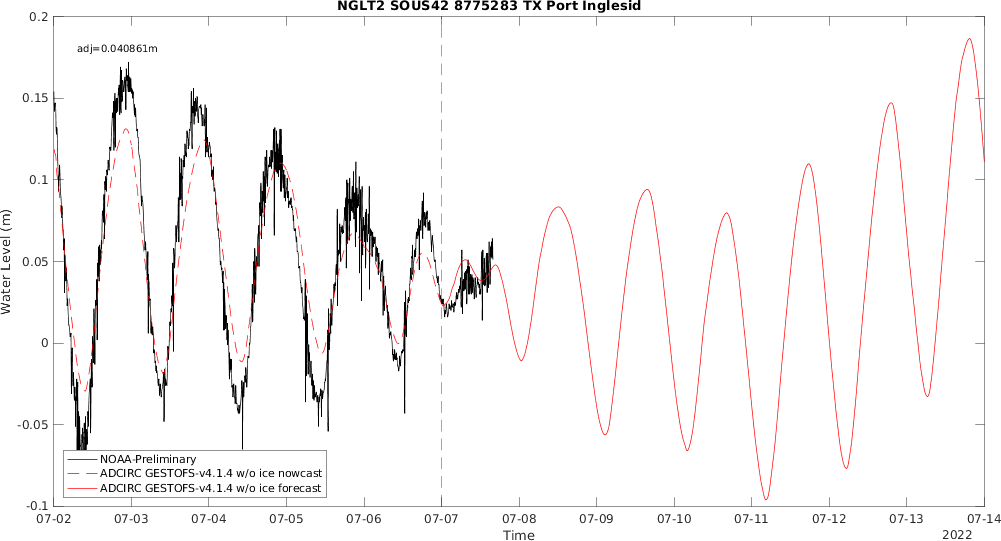 NGLT2 SOUS42 8775283 TX Port Inglesid
adj=0.040861m
Water Level (m)
0.2
0.15
0.1
0.05
0
-0.05
-0.1
NOAA-Preliminary
ADCIRC GESTOFS-v4.1.4 w/o ice nowcast
ADCIRC GESTOFS-v4.1.4 w/o ice forecast
07-02 07-03 07-04 07-05 07-06 07-07 07-08 07-09 07-10 07-11 07-12 07-13 07-14
Time
2022